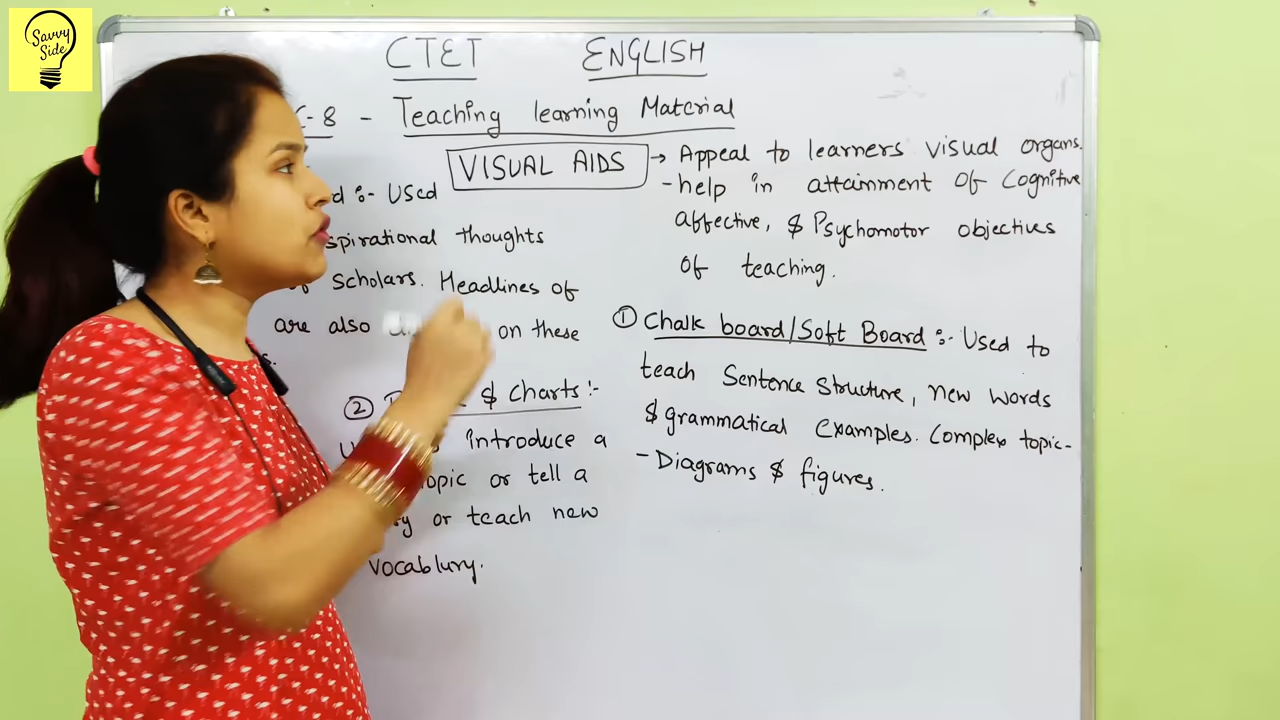 Savvy
Side
CTET ENGLISH
-8 - Teaching learning Material
VISUAL AIDS → Appeal to learners visual organs.
- help in attainment of Cognitive
affective, & Psychomotor objectives
of teaching.
:- Used
thoughts
of Scholars. Headlines of
are also on these
① Chalk board/Soft Board :- Used to
teach Sentence Structure, new words
& grammatical examples. Complex topic-
- Diagrams & figures.
② & Charts :-
introduce a
or tell a
or teach new
vocablury.